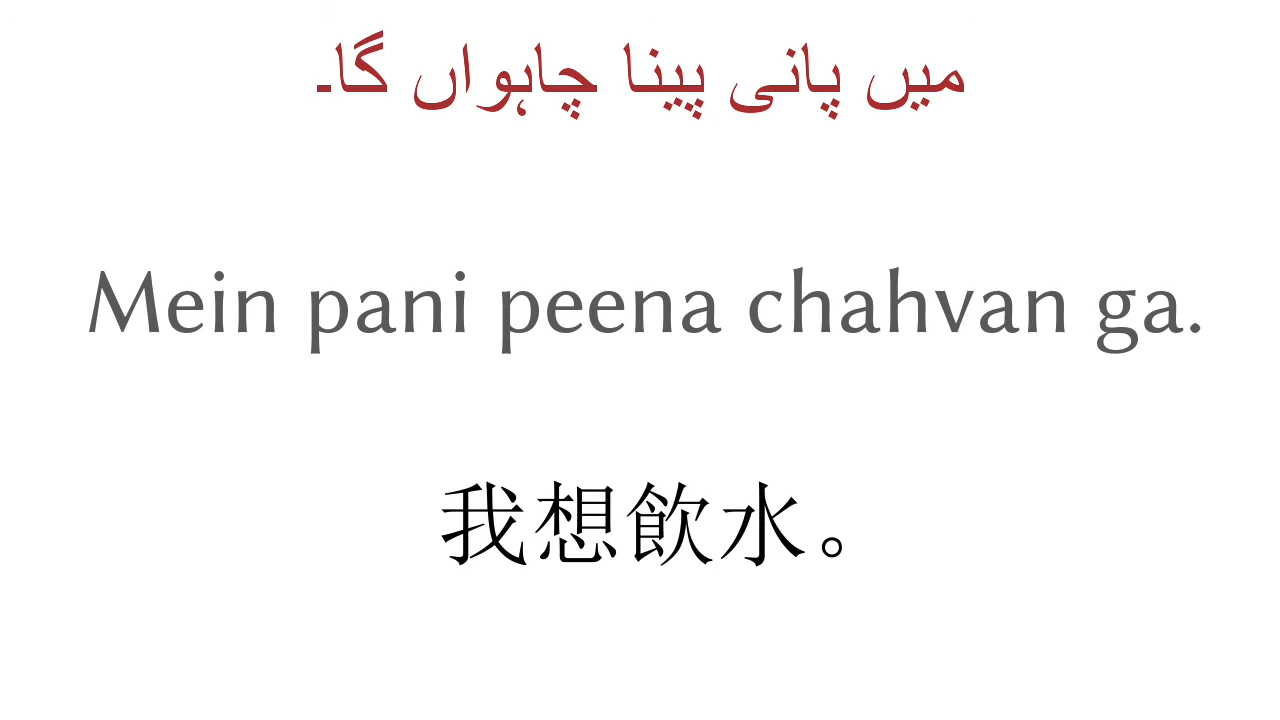 میں پانی پینا چاہواں گا۔
Mein pani peena chahvan ga.
我想飲水。